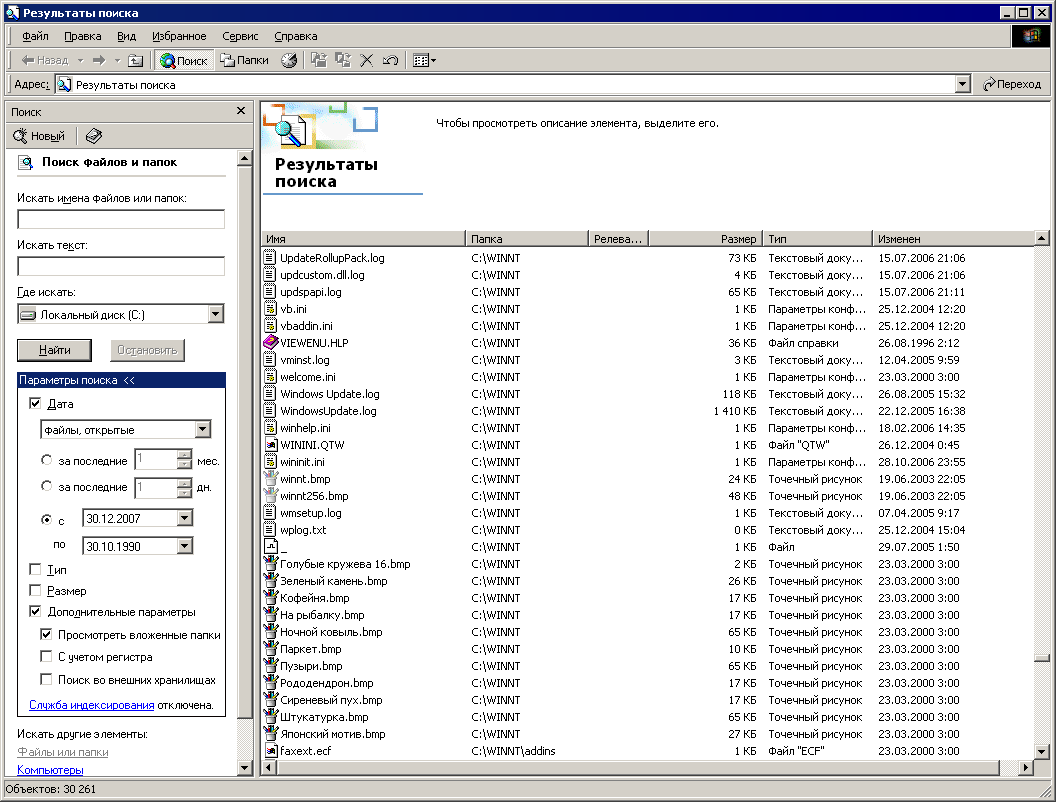 Результаты поиска
Файл Правка Вид Избранное Сервис Справка
Назад Поиск Папки
Адрес: Результаты поиска Переход
Поиск
Новый
Поиск файлов и папок
Искать имена файлов или папок:
Искать текст:
Где искать:
Локальный диск (C:)
Найти Остановить
Параметры поиска <<
Дата
файлы, открытые
за последние 1 мес.
за последние 1 дн.
с 30.12.2007
по 30.10.1990
Тип
Размер
Дополнительные параметры
Просмотреть вложенные папки
С учетом регистра
Поиск во внешних хранилищах
Служба индексирования отключена.
Искать другие элементы:
Файлы или папки
Компьютеры
Результаты
поиска
Чтобы просмотреть описание элемента, выделите его.
Имя Папка Релева... Размер Тип Изменен
UpdateRollupPack.log C:\WINNT 73 КБ Текстовый доку... 15.07.2006 21:06
updcustom.dll.log C:\WINNT 4 КБ Текстовый доку... 15.07.2006 21:06
updspapi.log C:\WINNT 65 КБ Текстовый доку... 15.07.2006 21:11
vb.ini C:\WINNT 1 КБ Параметры конф... 25.12.2004 12:20
vbaddin.ini C:\WINNT 1 КБ Параметры конф... 25.12.2004 12:20
VIEWENU.HLP C:\WINNT 36 КБ Файл справки 26.08.1996 2:12
vminst.log C:\WINNT 3 КБ Текстовый доку... 12.04.2005 9:59
welcome.ini C:\WINNT 1 КБ Параметры конф... 23.03.2000 3:00
Windows Update.log C:\WINNT 118 КБ Текстовый доку... 26.08.2005 15:32
WindowsUpdate.log C:\WINNT 1 410 КБ Текстовый доку... 22.12.2005 16:38
winhelp.ini C:\WINNT 1 КБ Параметры конф... 18.02.2006 14:35
WININI.QTW C:\WINNT 1 КБ Файл "QTW" 26.12.2004 0:45
wininit.ini C:\WINNT 1 КБ Параметры конф... 28.10.2006 23:55
winnt.bmp C:\WINNT 24 КБ Точечный рисунок 19.06.2003 22:05
winnt256.bmp C:\WINNT 48 КБ Точечный рисунок 19.06.2003 22:05
wmsetup.log C:\WINNT 1 КБ Текстовый доку... 07.04.2005 9:17
wplog.txt C:\WINNT 0 КБ Текстовый доку... 25.12.2004 15:04
_ C:\WINNT 1 КБ Файл 29.07.2005 1:50
Голубые кружева 16.bmp C:\WINNT 2 КБ Точечный рисунок 23.03.2000 3:00
Зеленый камень.bmp C:\WINNT 26 КБ Точечный рисунок 23.03.2000 3:00
Кофейня.bmp C:\WINNT 17 КБ Точечный рисунок 23.03.2000 3:00
На рыбалку.bmp C:\WINNT 17 КБ Точечный рисунок 23.03.2000 3:00
Ночной ковыль.bmp C:\WINNT 65 КБ Точечный рисунок 23.03.2000 3:00
Паркет.bmp C:\WINNT 10 КБ Точечный рисунок 23.03.2000 3:00
Пузыри.bmp C:\WINNT 65 КБ Точечный рисунок 23.03.2000 3:00
Рододендрон.bmp C:\WINNT 17 КБ Точечный рисунок 23.03.2000 3:00
Сиреневый пух.bmp C:\WINNT 17 КБ Точечный рисунок 23.03.2000 3:00
Штукатурка.bmp C:\WINNT 65 КБ Точечный рисунок 23.03.2000 3:00
Японский мотив.bmp C:\WINNT 27 КБ Точечный рисунок 23.03.2000 3:00
faxext.ecf C:\WINNT\addins 1 КБ Файл "ECF" 23.03.2000 3:00
Объектов: 30 261